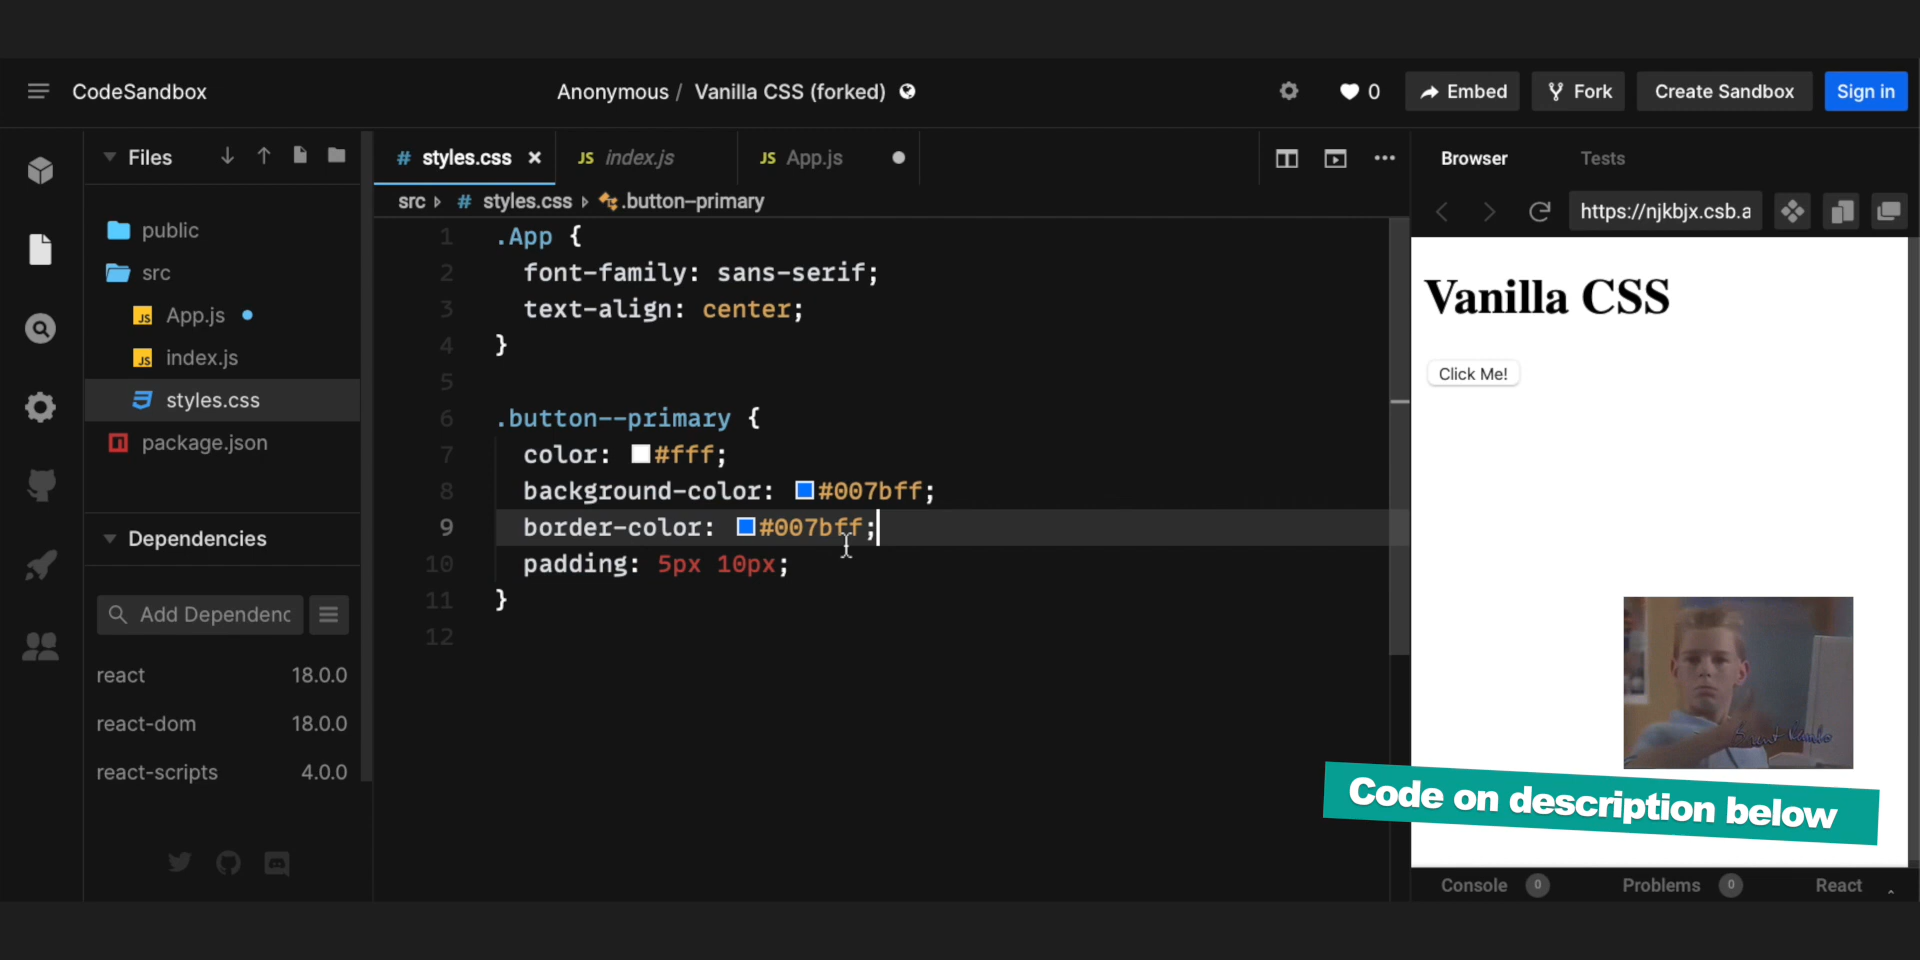 CodeSandbox
Anonymous / Vanilla CSS (forked)
0
Embed
Fork
Create Sandbox
Sign in
Files
public
src
JS App.js
JS index.js
styles.css
package.json
Dependencies
Add Dependenc
react 18.0.0
react-dom 18.0.0
react-scripts 4.0.0
# styles.css ×
JS index.js
JS App.js
src # styles.css .button--primary
1 .App {
2 font-family: sans-serif;
3 text-align: center;
4 }
5
6 .button--primary {
7 color: #fff;
8 background-color: #007bff;
9 border-color: #007bff;
10 padding: 5px 10px;
11 }
12
Browser
Tests
https://njkbjx.csb.a
Vanilla CSS
Click Me!
Brent Rambo
Code on description below
Console 0
Problems 0
React